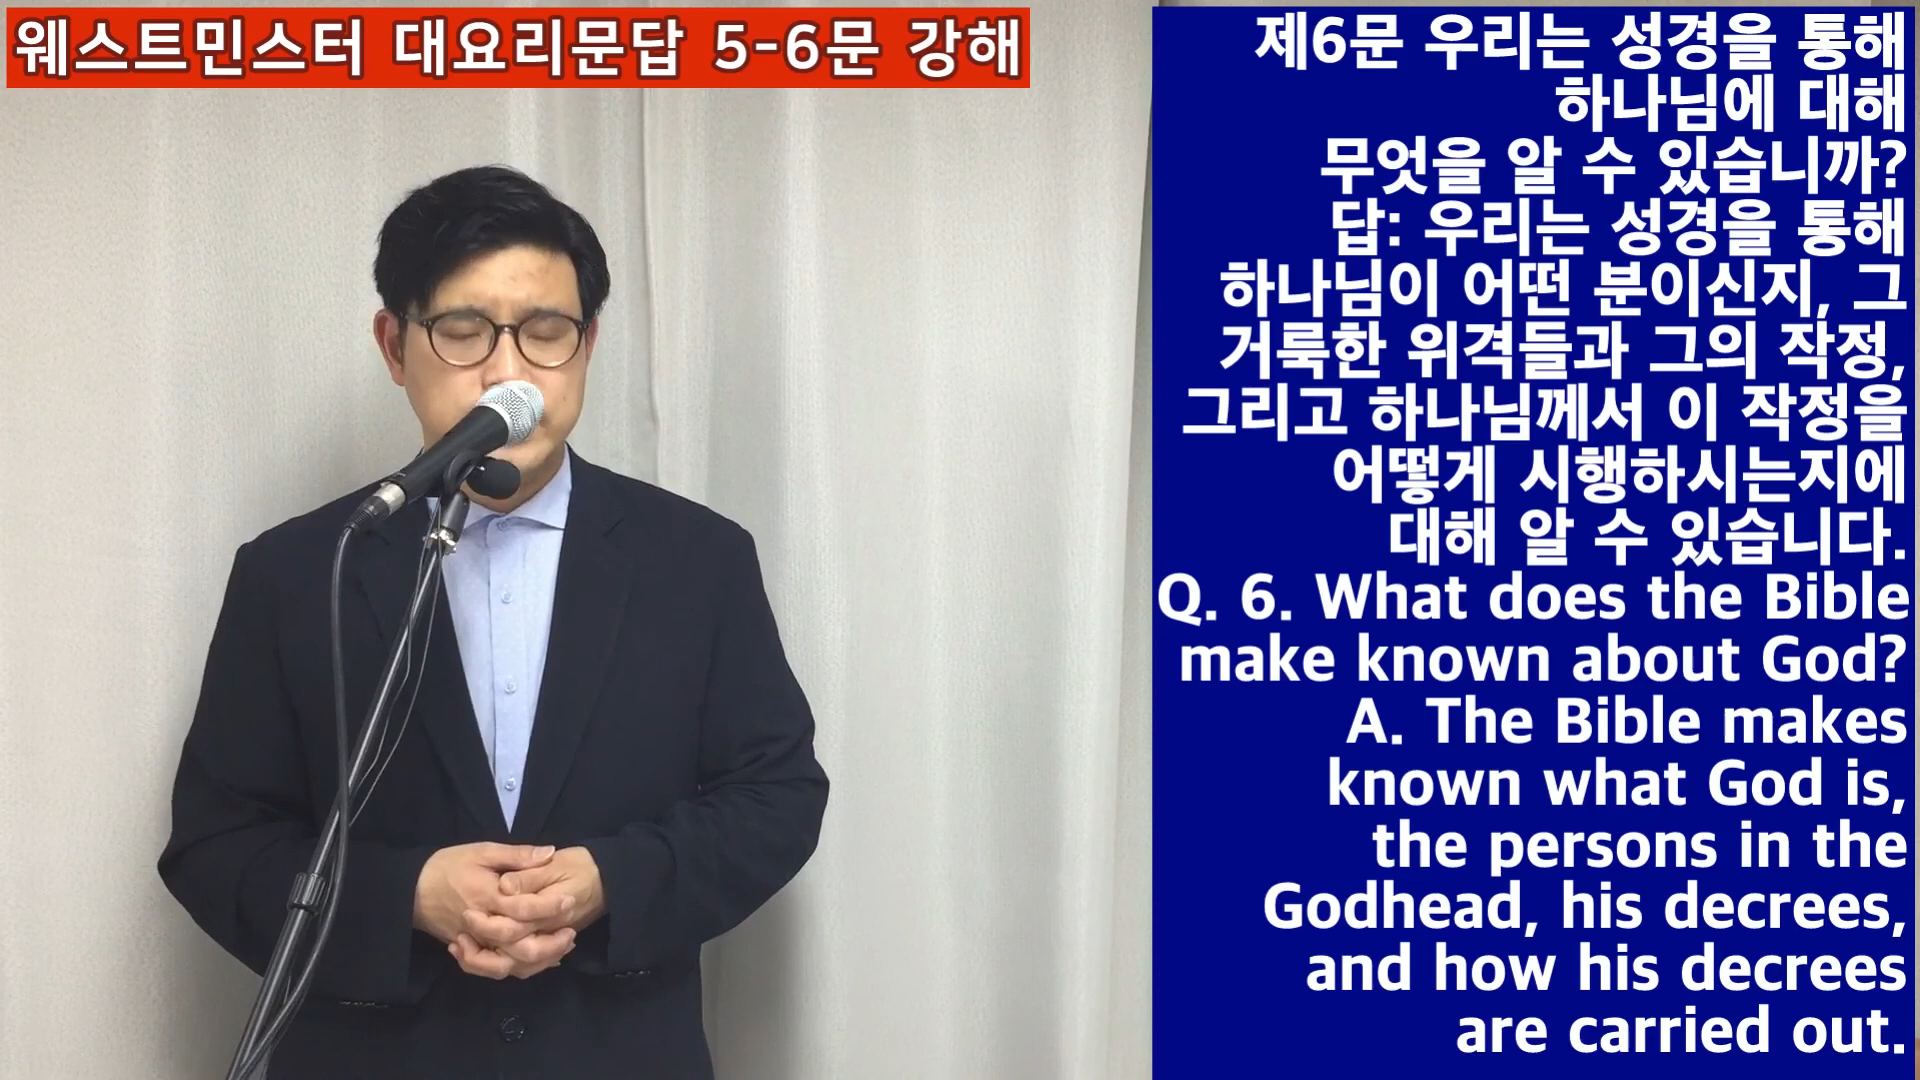 웨스트민스터 대요리문답 5-6문 강해
제6문 우리는 성경을 통해
하나님에 대해
무엇을 알 수 있습니까?
답: 우리는 성경을 통해
하나님이 어떤 분이신지, 그
거룩한 위격들과 그의 작정,
그리고 하나님께서 이 작정을
어떻게 시행하시는지에
대해 알 수 있습니다.
Q. 6. What does the Bible
make known about God?
A. The Bible makes
known what God is,
the persons in the
Godhead, his decrees,
and how his decrees
are carried out.